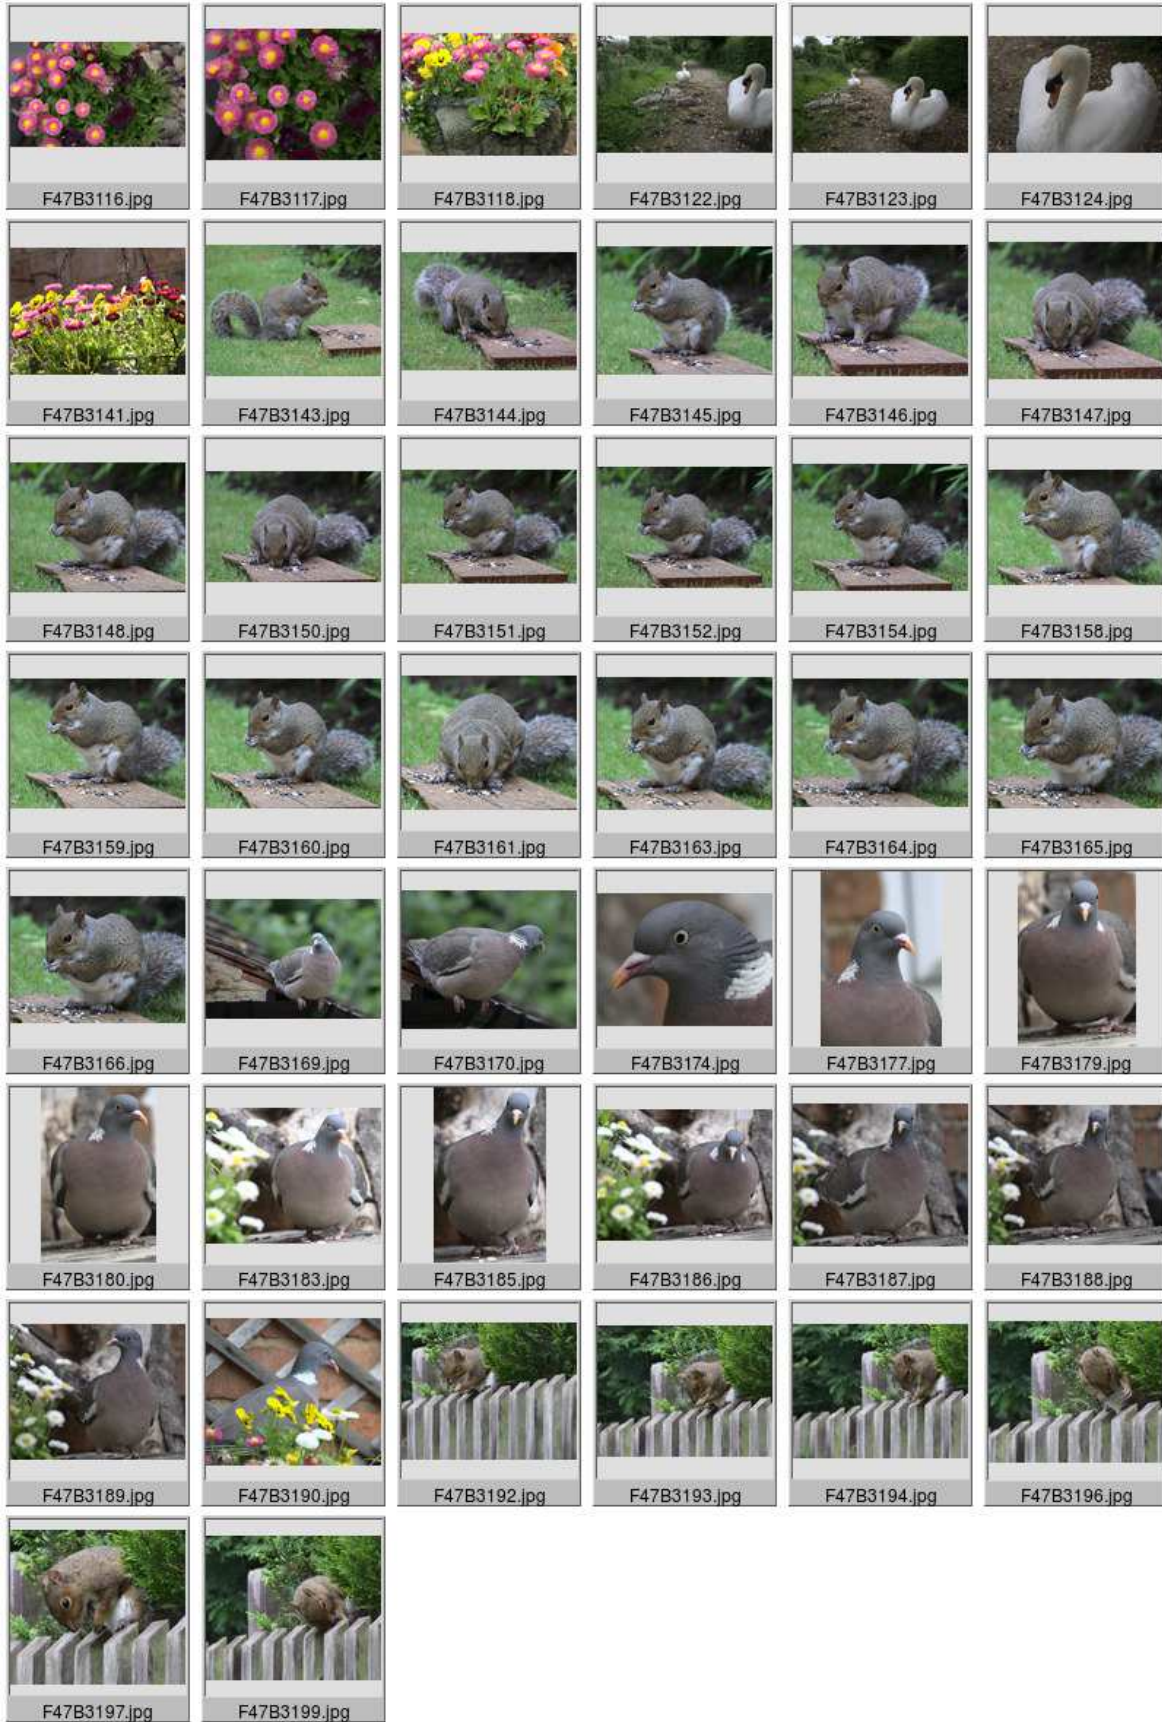 F47B3116.jpg F47B3117.jpg F47B3118.jpg F47B3122.jpg F47B3123.jpg F47B3124.jpg
F47B3141.jpg F47B3143.jpg F47B3144.jpg F47B3145.jpg F47B3146.jpg F47B3147.jpg
F47B3148.jpg F47B3150.jpg F47B3151.jpg F47B3152.jpg F47B3154.jpg F47B3158.jpg
F47B3159.jpg F47B3160.jpg F47B3161.jpg F47B3163.jpg F47B3164.jpg F47B3165.jpg
F47B3166.jpg F47B3169.jpg F47B3170.jpg F47B3174.jpg F47B3177.jpg F47B3179.jpg
F47B3180.jpg F47B3183.jpg F47B3185.jpg F47B3186.jpg F47B3187.jpg F47B3188.jpg
F47B3189.jpg F47B3190.jpg F47B3192.jpg F47B3193.jpg F47B3194.jpg F47B3196.jpg
F47B3197.jpg F47B3199.jpg